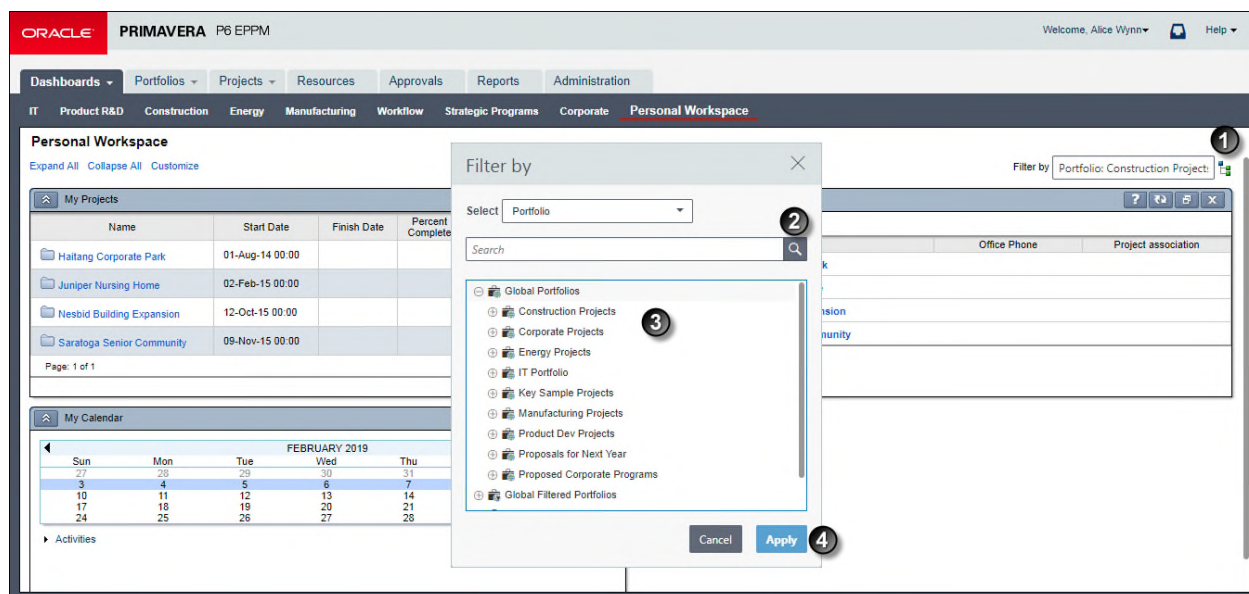 ORACLE PRIMAVERA P6 EPPM Welcome, Alice Wynn Help
Dashboards Portfolios Projects Resources Approvals Reports Administration
IT Product R&D Construction Energy Manufacturing Workflow Strategic Programs Corporate Personal Workspace
Personal Workspace
Expand All Collapse All Customize
1
Filter by Portfolio: Construction Project
My Projects
? X
Name Start Date Finish Date Percent Complete
Haitang Corporate Park 01-Aug-14 00:00
Juniper Nursing Home 02-Feb-15 00:00
Nesbid Building Expansion 12-Oct-15 00:00
Saratoga Senior Community 09-Nov-15 00:00
Page: 1 of 1
Office Phone Project association
k
nsion
munity
My Calendar
FEBRUARY 2019
Sun Mon Tue Wed Thu
27 28 29 30 31
3 4 5 6 7
10 11 12 13 14
17 18 19 20 21
24 25 26 27 28
Activities
Filter by
Select Portfolio
2
Search
Global Portfolios
Construction Projects
3
Corporate Projects
Energy Projects
IT Portfolio
Key Sample Projects
Manufacturing Projects
Product Dev Projects
Proposals for Next Year
Proposed Corporate Programs
Global Filtered Portfolios
Cancel Apply 4